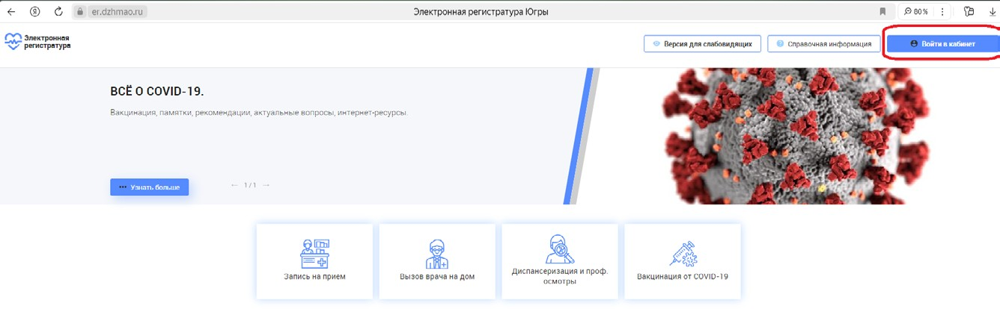 er.dzhmao.ru
Электронная регистратура Югры
80 %
Электронная
регистратура
Версия для слабовидящих
Справочная информация
Войти в кабинет
ВСЁ О COVID-19.
Вакцинация, памятки, рекомендации, актуальные вопросы, интернет-ресурсы.
Узнать больше
1 / 1
Запись на прием
Вызов врача на дом
Диспансеризация и проф.
осмотры
Вакцинация от COVID-19